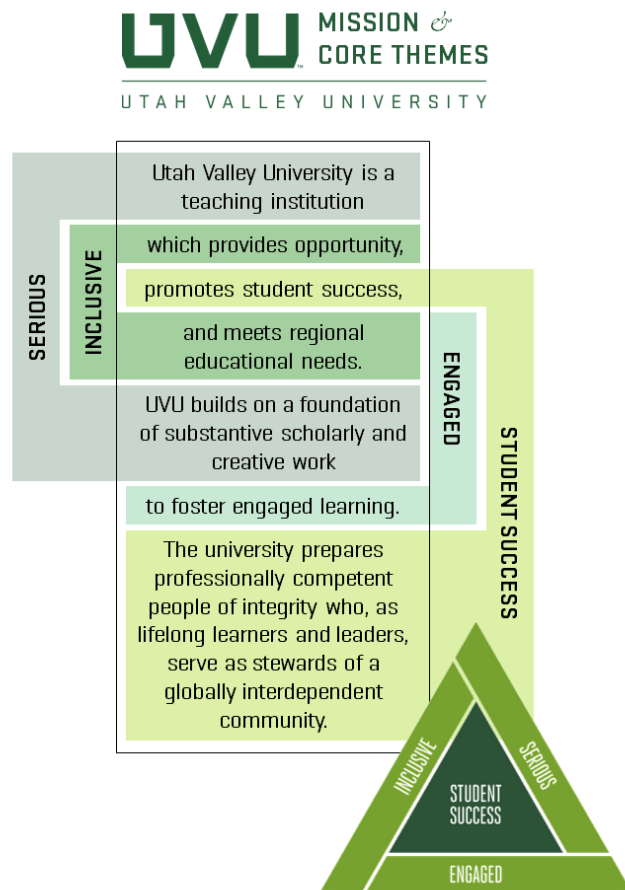 UVU™ MISSION &
CORE THEMES
UTAH VALLEY UNIVERSITY
Utah Valley University is a
teaching institution
which provides opportunity,
promotes student success,
and meets regional
educational needs.
UVU builds on a foundation
of substantive scholarly and
creative work
to foster engaged learning.
The university prepares
professionally competent
people of integrity who, as
lifelong learners and leaders,
serve as stewards of a
globally interdependent
community.
SERIOUS
INCLUSIVE
ENGAGED
STUDENT SUCCESS
INCLUSIVE
SERIOUS
STUDENT
SUCCESS
ENGAGED